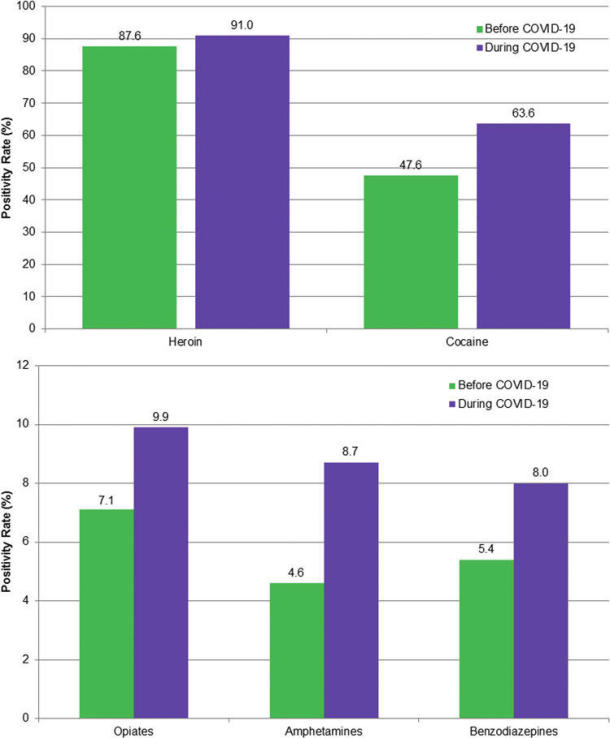 Positivity Rate (%)
100
90
80
70
60
50
40
30
20
10
0
87.6
91.0
47.6
63.6
Before COVID-19
During COVID-19
Heroin
Cocaine
Positivity Rate (%)
12
10
8
6
4
2
0
7.1
9.9
4.6
8.7
5.4
8.0
Before COVID-19
During COVID-19
Opiates
Amphetamines
Benzodiazepines